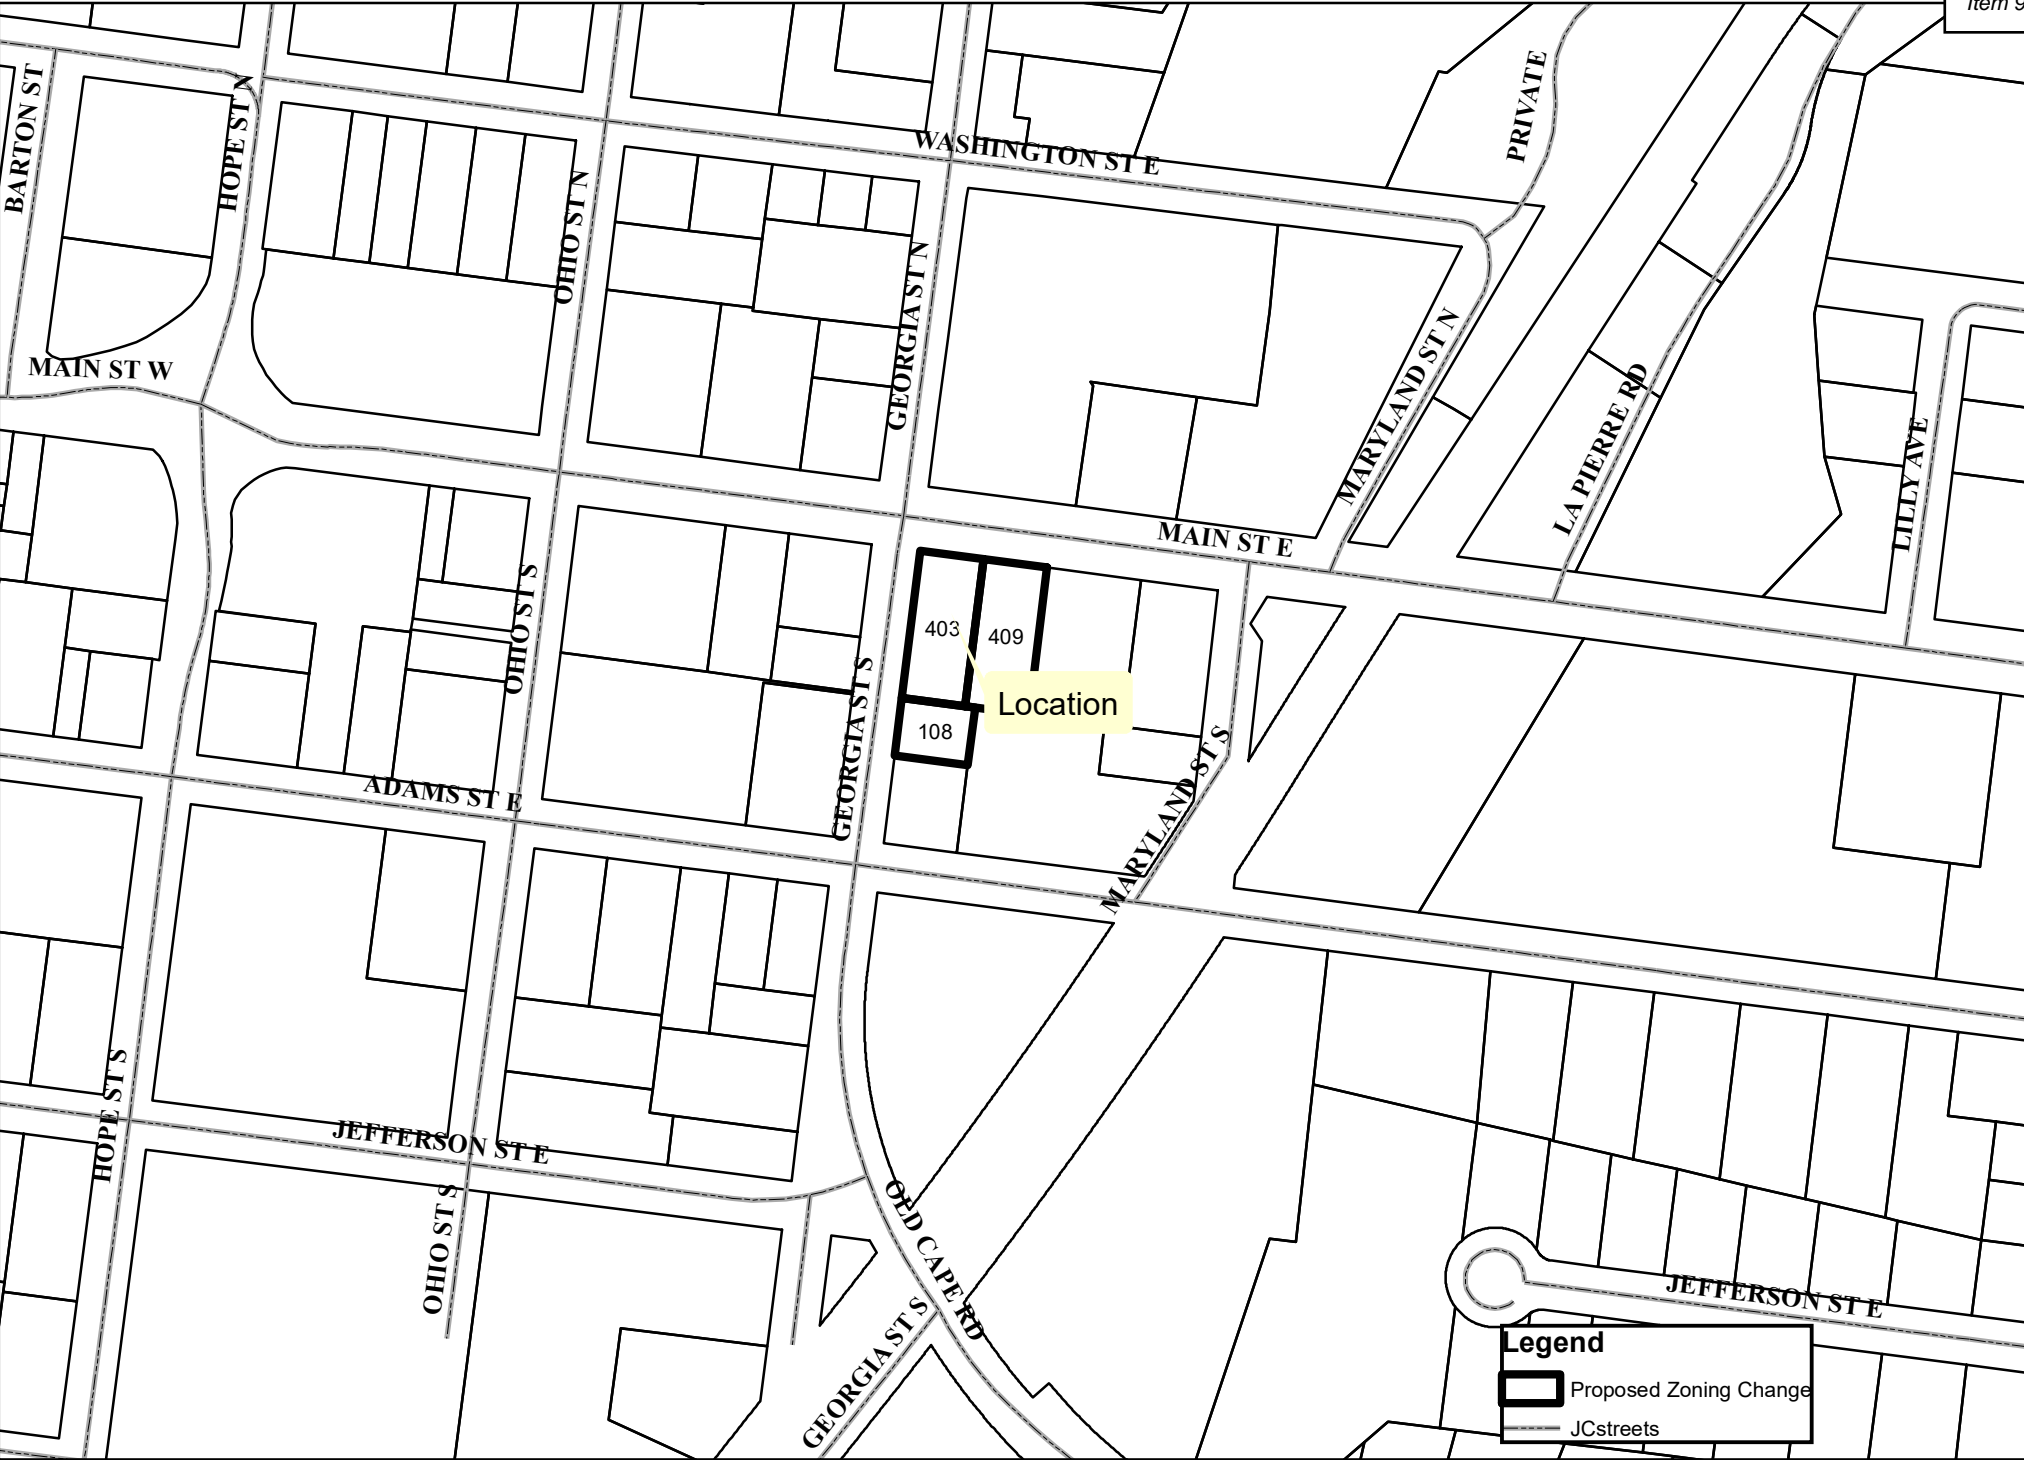 Item 9
PRIVATE
BARTON ST
HOPE ST N
WASHINGTON ST E
OHIO ST N
GEORGIA ST N
MARYLAND ST N
MAIN ST W
LA PIERRE RD
LILLY AVE
MAIN ST E
OHIO ST S
403
409
GEORGIA ST S
Location
108
MARYLAND ST S
ADAMS ST E
HOPE ST S
JEFFERSON ST E
OHIO ST S
OLD CAPE RD
GEORGIA ST S
JEFFERSON ST E
Legend
Proposed Zoning Change
JCstreets